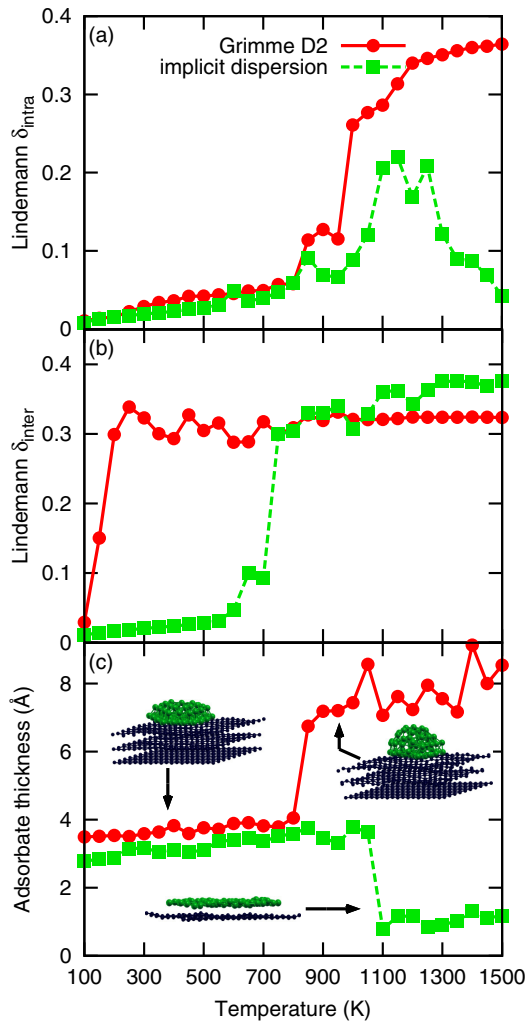 (a)
Grimme D2
implicit dispersion
Lindemann δintra
0.4
0.3
0.2
0.1
0
(b)
Lindemann δinter
0.4
0.3
0.2
0.1
0
(c)
Adsorbate thickness (Å)
8
6
4
2
0
100 300 500 700 900 1100 1500
Temperature (K)